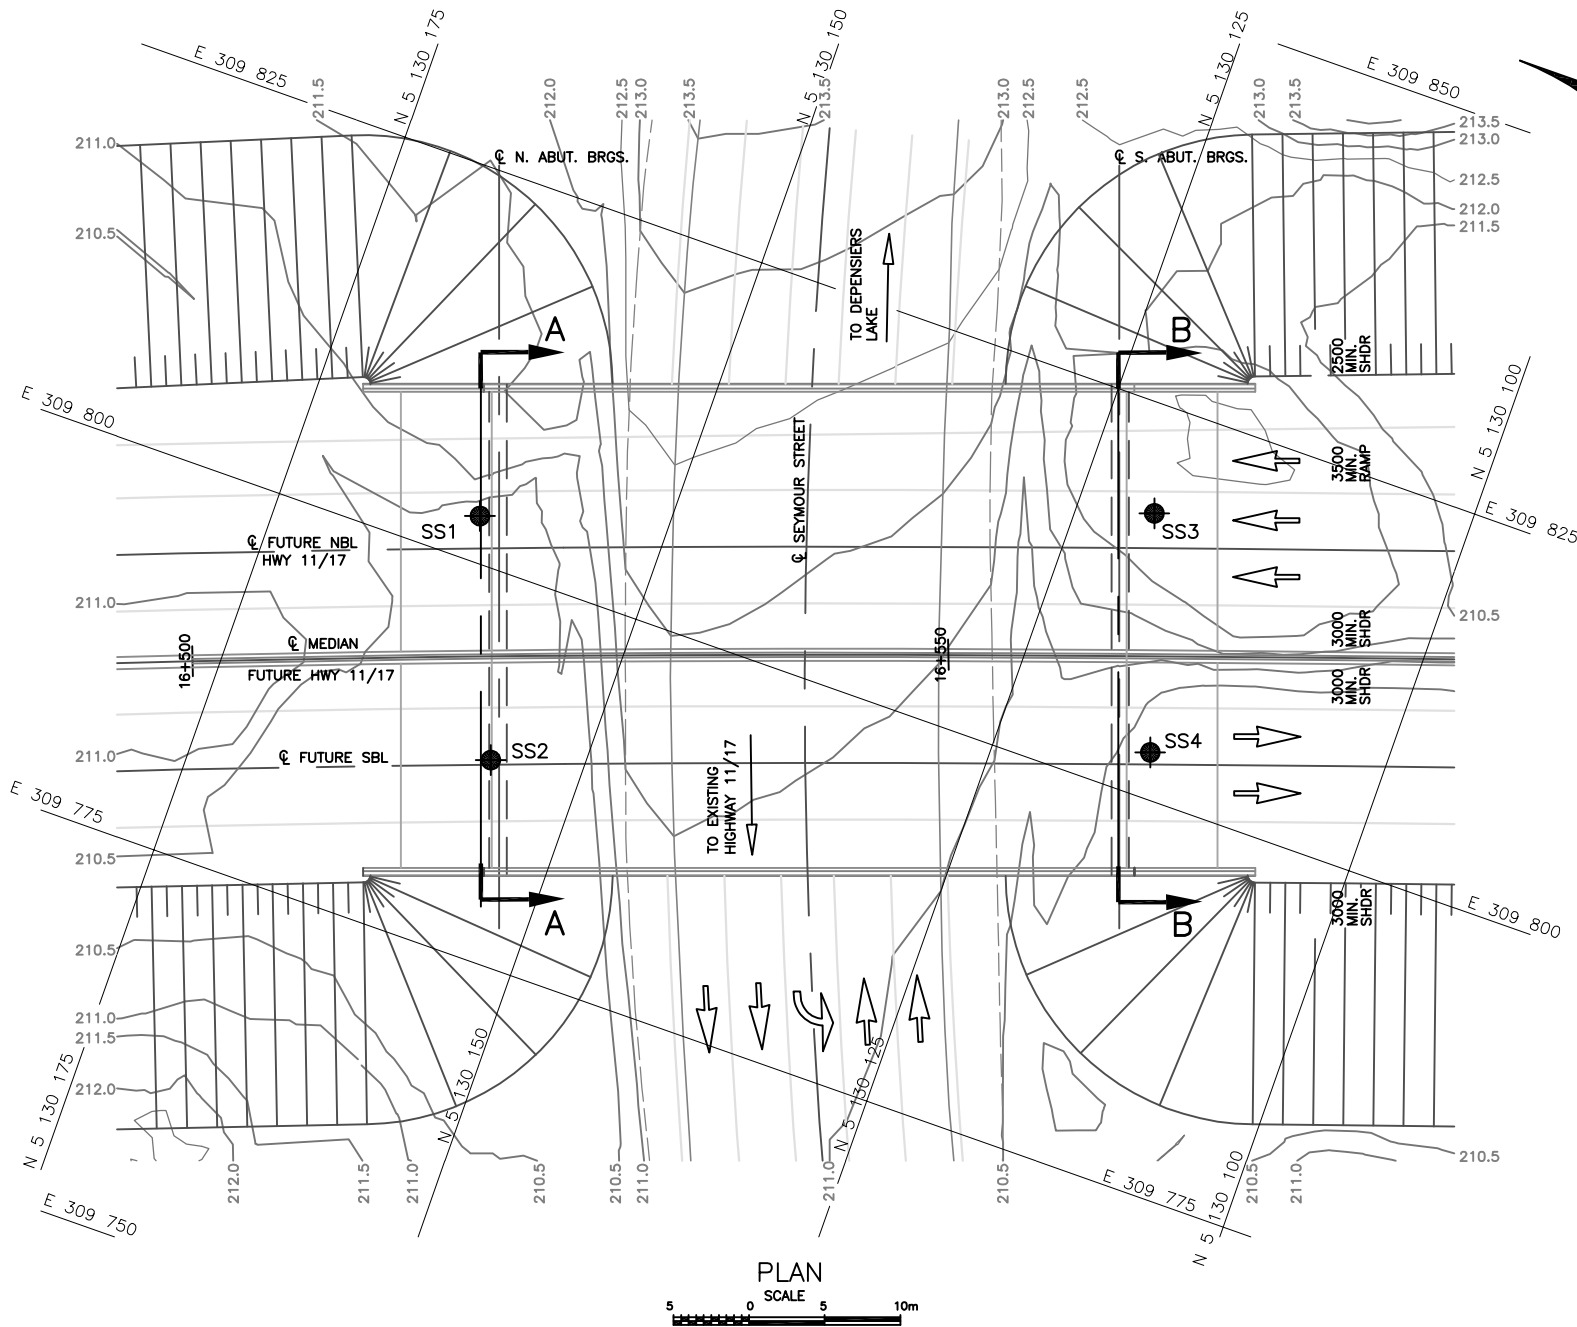 E 309 825
N 5 130 175
N 5 130 150
N 5 130 125
E 309 850
211.5
212.0
212.5
213.0
213.5
213.5
213.0
212.5
212.5
213.0
213.5
211.0
210.5
℄ N. ABUT. BRGS.
℄ S. ABUT. BRGS.
213.5
213.0
212.5
212.0
211.5
TO DEPENSIERS
LAKE
A
B
2500
MIN.
SHDR
E 309 800
N 5 130 100
℄ SEYMOUR STREET
3500
MIN.
RAMP
SS1
SS3
E 309 825
℄ FUTURE NBL
HWY 11/17
211.0
210.5
3000
MIN.
SHDR
16+500
℄ MEDIAN
FUTURE HWY 11/17
16+550
3000
MIN.
SHDR
211.0
℄ FUTURE SBL
SS2
SS4
TO EXISTING
HIGHWAY 11/17
E 309 775
210.5
A
B
3000
MIN.
SHDR
E 309 800
210.5
211.0
211.5
212.0
N 5 130 175
N 5 130 150
N 5 130 125
N 5 130 100
210.5
212.0
211.5
211.0
210.5
210.5
211.0
211.0
210.5
E 309 775
210.5
211.0
E 309 750
PLAN
SCALE
5 0 5 10m